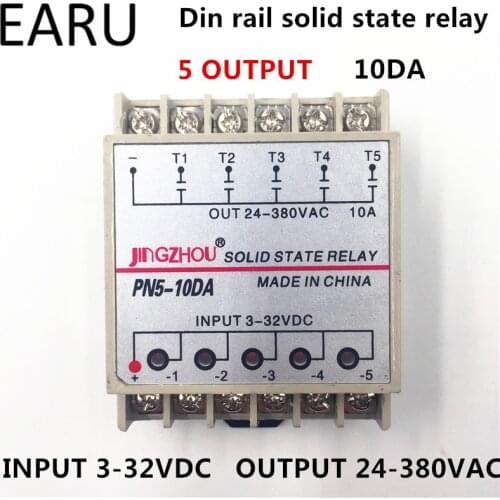 EARU Din rail solid state relay
5 OUTPUT 10DA
– T1 T2 T3 T4 T5
OUT 24-380VAC 10A
JINGZHOU® SOLID STATE RELAY
PN5-10DA MADE IN CHINA
INPUT 3-32VDC
+ -1 -2 -3 -4 -5
INPUT 3-32VDC OUTPUT 24-380VAC